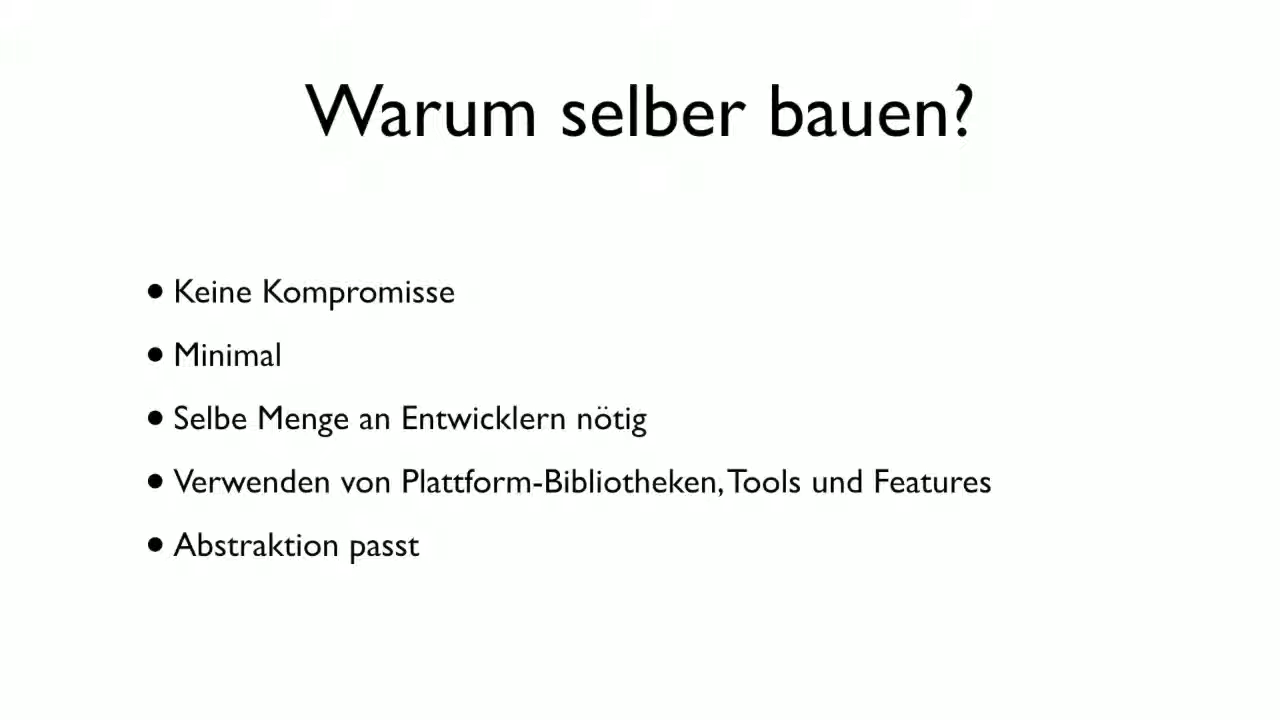 Warum selber bauen?
• Keine Kompromisse
• Minimal
• Selbe Menge an Entwicklern nötig
• Verwenden von Plattform-Bibliotheken, Tools und Features
• Abstraktion passt